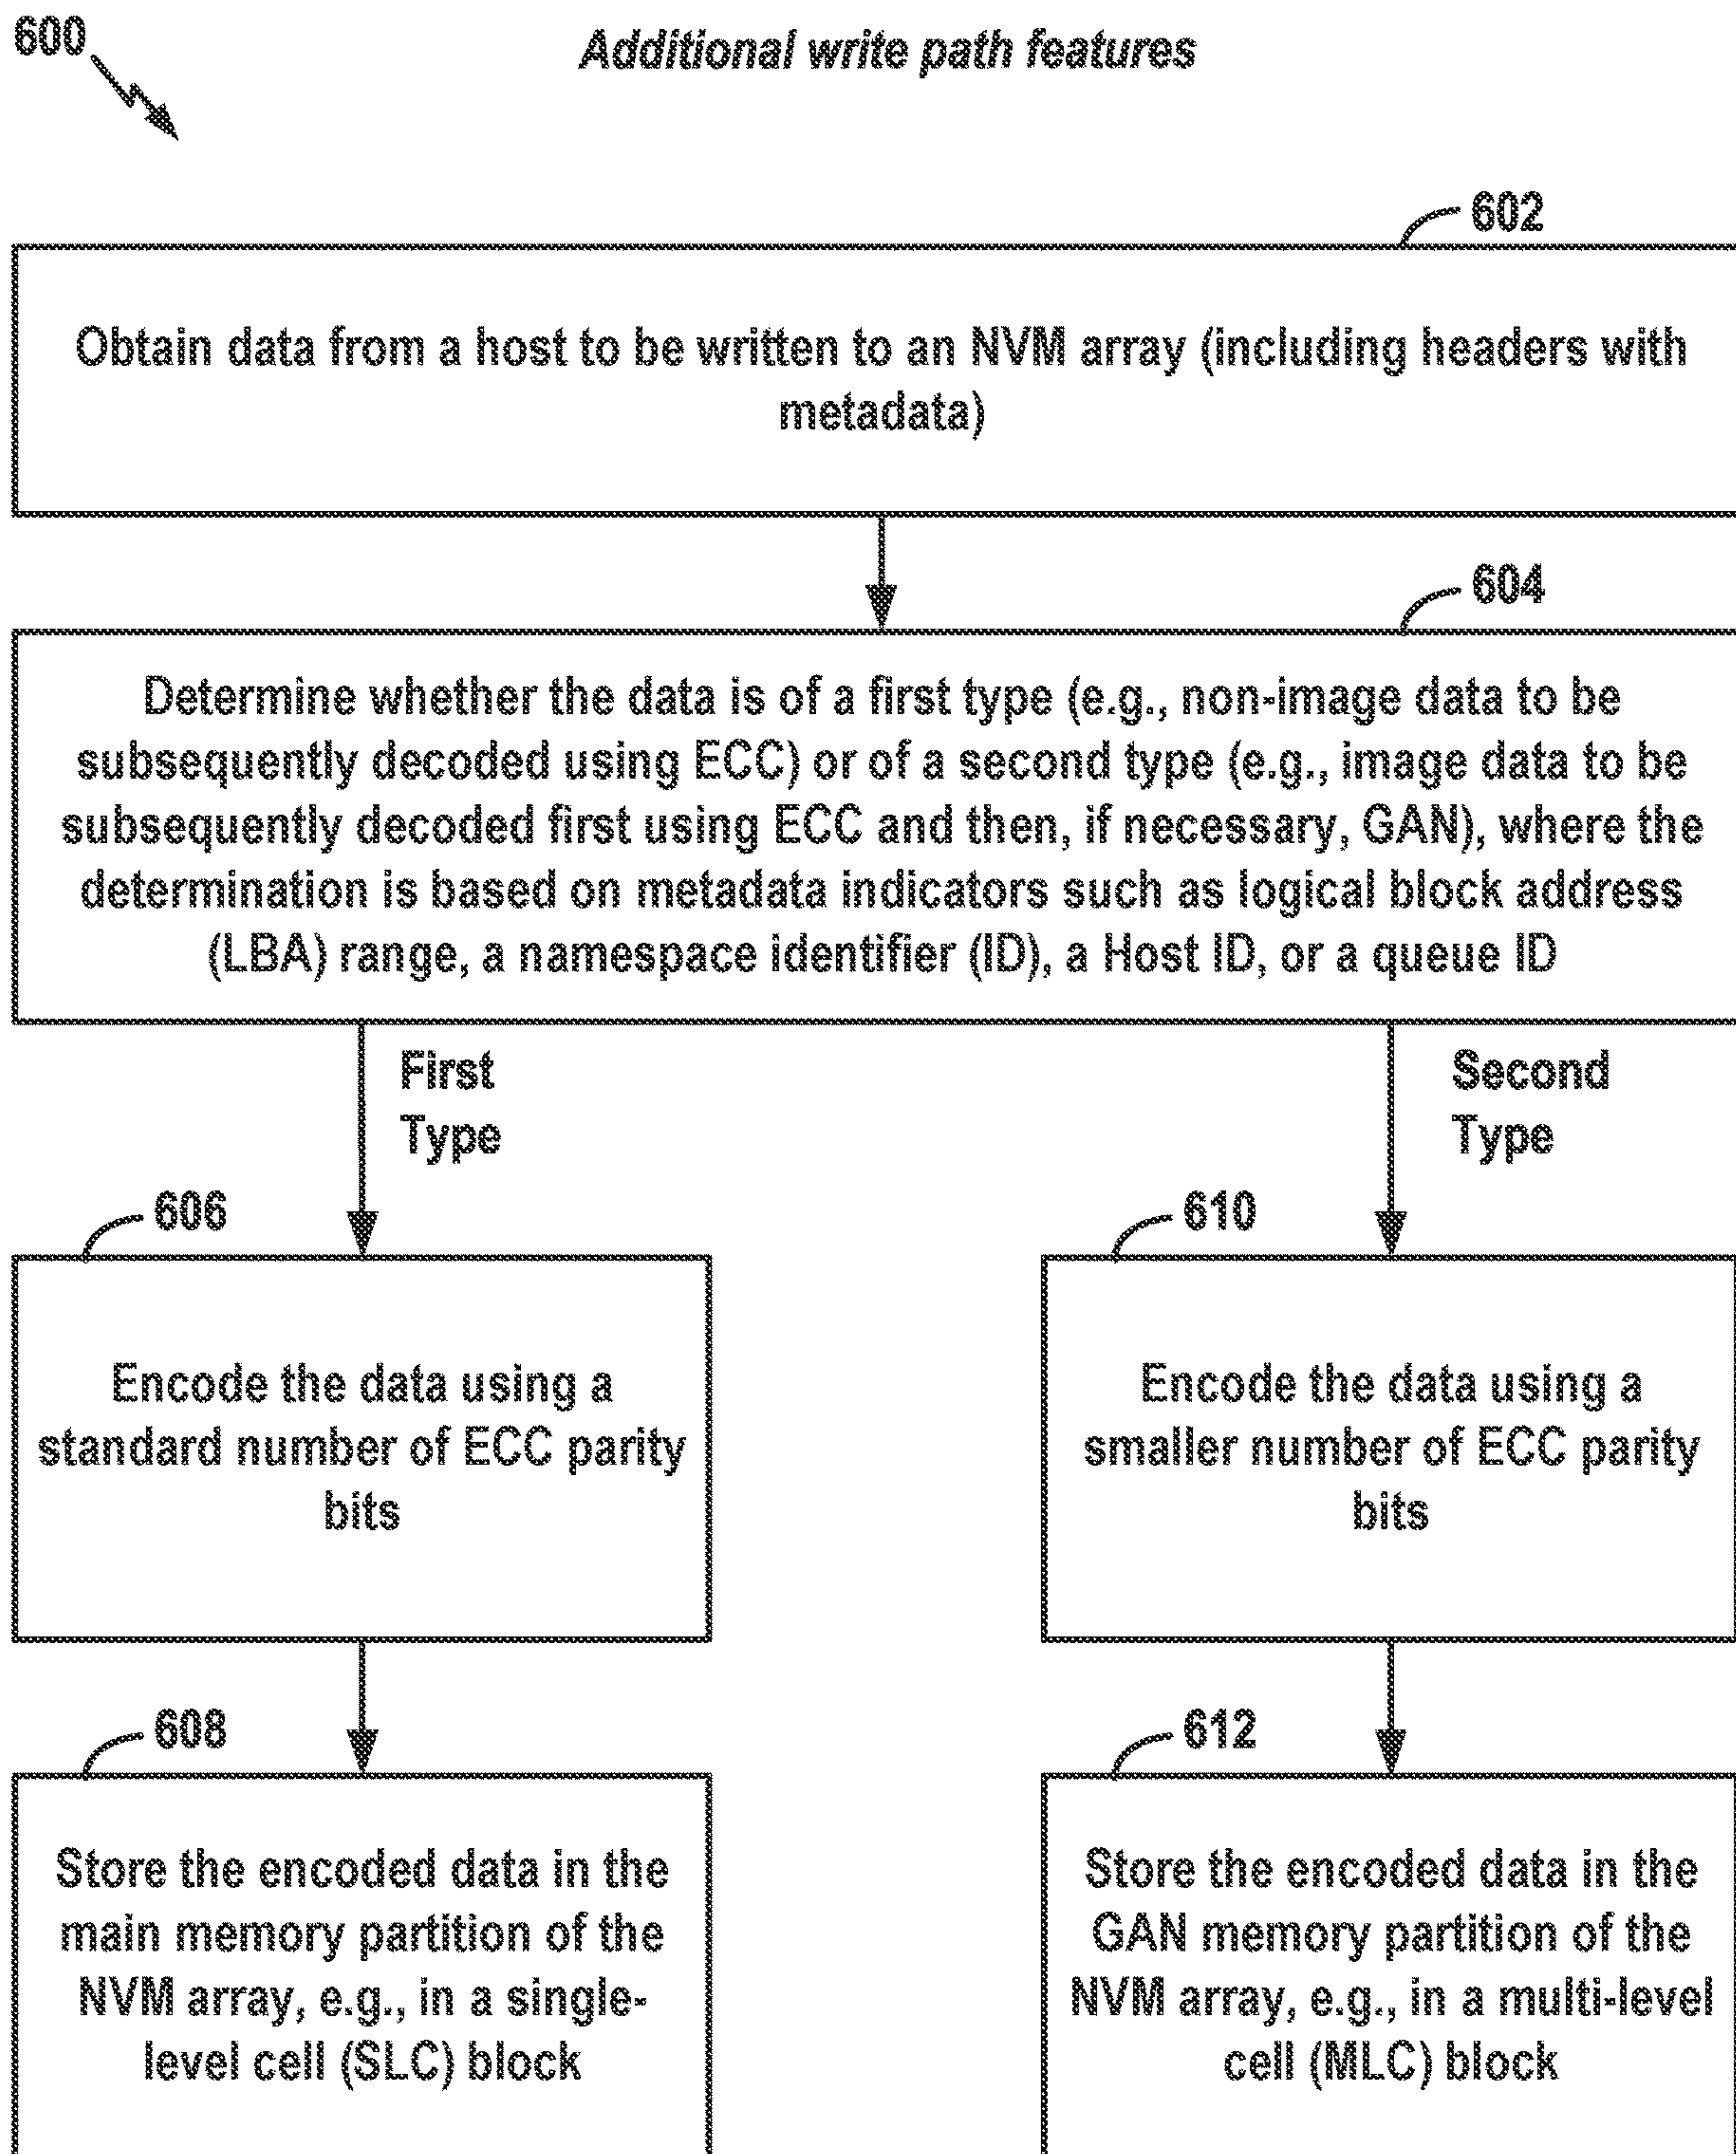 600
Additional write path features
602
Obtain data from a host to be written to an NVM array (including headers with
metadata)
604
Determine whether the data is of a first type (e.g., non-image data to be
subsequently decoded using ECC) or of a second type (e.g., image data to be
subsequently decoded first using ECC and then, if necessary, GAN), where the
determination is based on metadata indicators such as logical block address
(LBA) range, a namespace identifier (ID), a Host ID, or a queue ID
First
Type
Second
Type
606
Encode the data using a
standard number of ECC parity
bits
610
Encode the data using a
smaller number of ECC parity
bits
608
Store the encoded data in the
main memory partition of the
NVM array, e.g., in a single-
level cell (SLC) block
612
Store the encoded data in the
GAN memory partition of the
NVM array, e.g., in a multi-level
cell (MLC) block